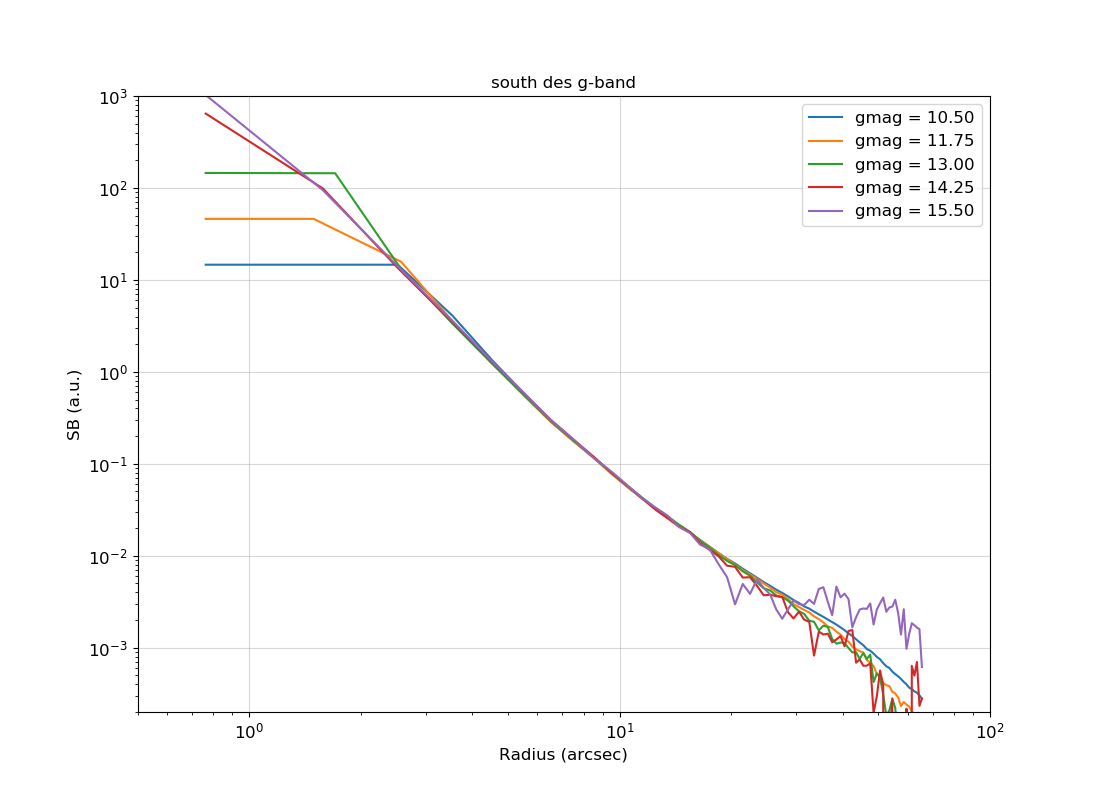 south des g-band
10³
10²
10¹
10⁰
10⁻¹
10⁻²
10⁻³
SB (a.u.)
gmag = 10.50
gmag = 11.75
gmag = 13.00
gmag = 14.25
gmag = 15.50
10⁰
10¹
10²
Radius (arcsec)